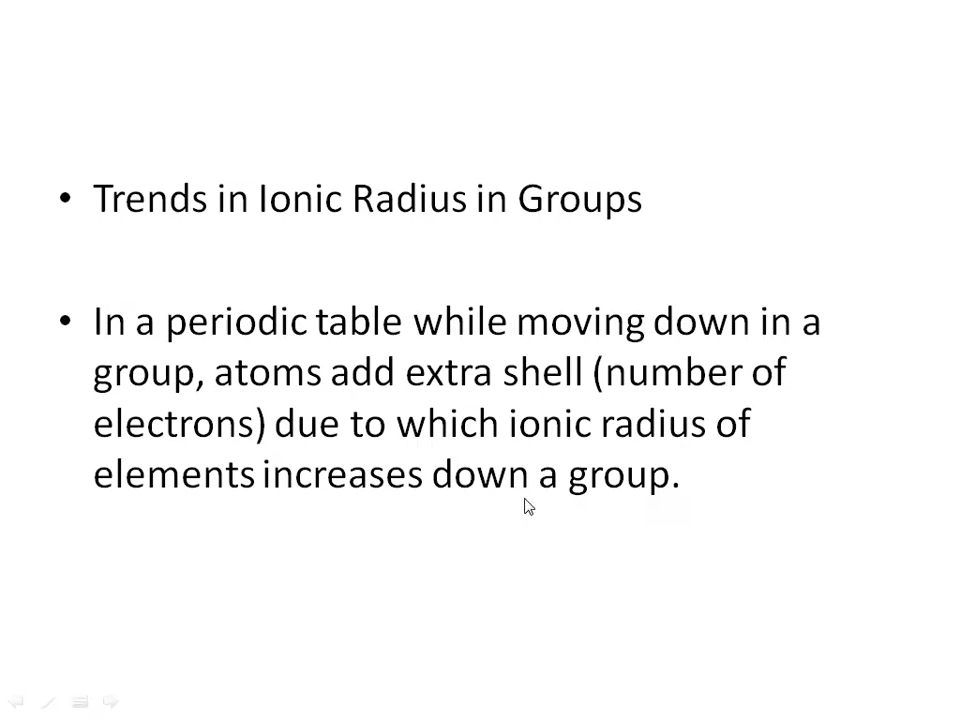 • Trends in Ionic Radius in Groups
• In a periodic table while moving down in a
group, atoms add extra shell (number of
electrons) due to which ionic radius of
elements increases down a group.